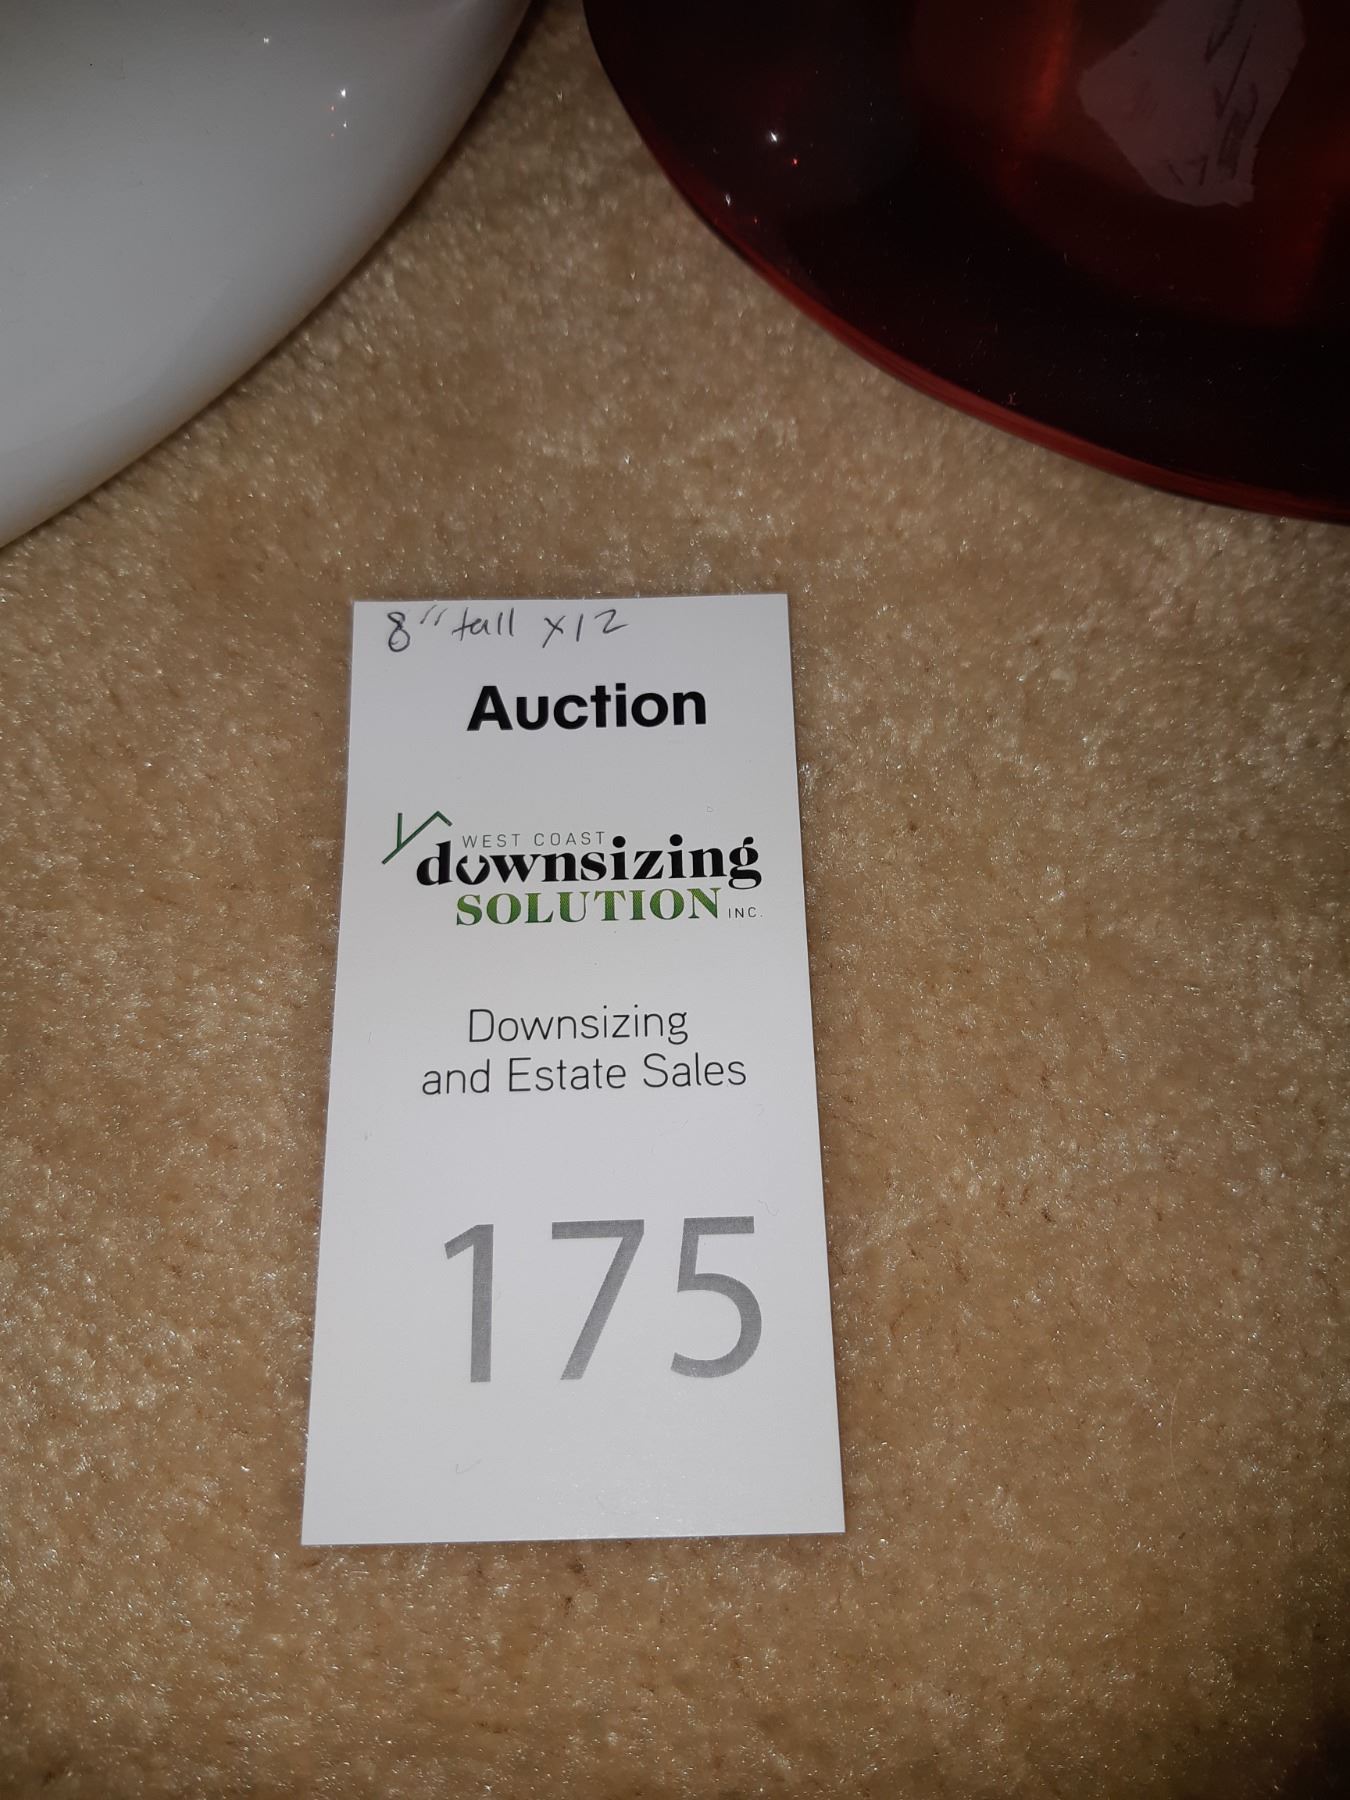 8" tall x12
Auction
WEST COAST
downsizing
SOLUTION INC.
Downsizing
and Estate Sales
175